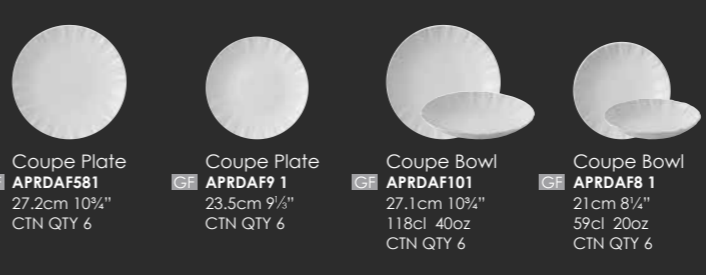 Coupe Plate
APRDAF581
27.2cm 10¾”
CTN QTY 6
Coupe Plate
GF APRDAF9 1
23.5cm 9⅓”
CTN QTY 6
Coupe Bowl
GF APRDAF101
27.1cm 10¾”
118cl 40oz
CTN QTY 6
Coupe Bowl
GF APRDAF8 1
21cm 8¼”
59cl 20oz
CTN QTY 6